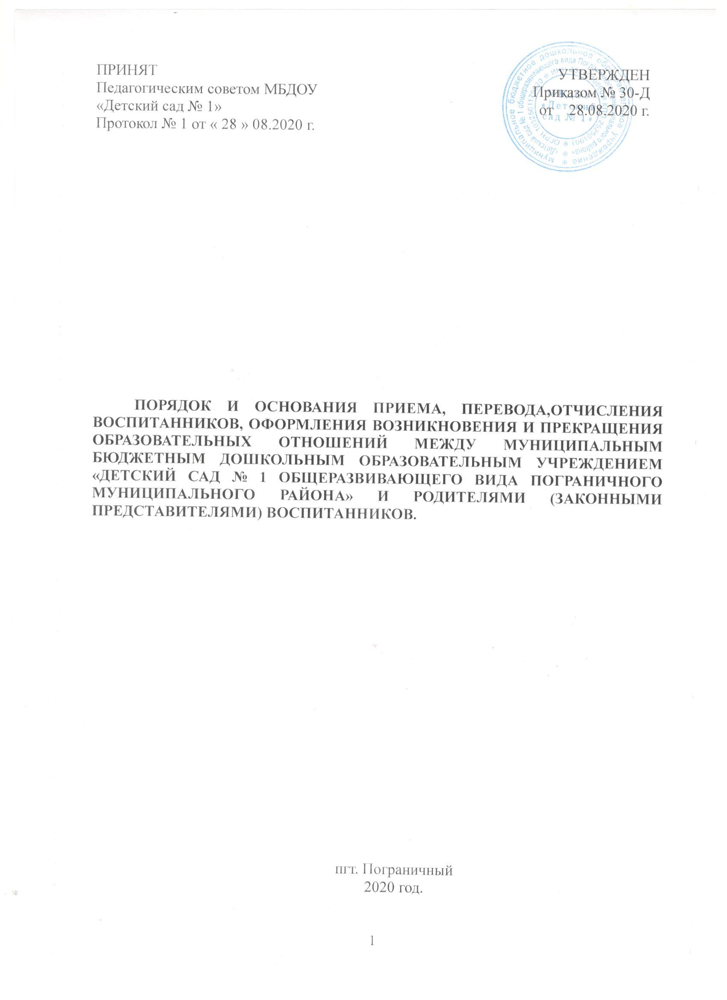 ПРИНЯТ
Педагогическим советом МБДОУ
«Детский сад № 1»
Протокол № 1 от « 28 » 08.2020 г.
УТВЕРЖДЕН
Приказом № 30-Д
от 28.08.2020 г.
муниципальное бюджетное дошкольное образовательное учреждение
«Детский сад № 1 общеразвивающего вида Пограничного муниципального района»
«Детский
сад № 1»
ПОРЯДОК И ОСНОВАНИЯ ПРИЕМА, ПЕРЕВОДА,ОТЧИСЛЕНИЯ
ВОСПИТАННИКОВ, ОФОРМЛЕНИЯ ВОЗНИКНОВЕНИЯ И ПРЕКРАЩЕНИЯ
ОБРАЗОВАТЕЛЬНЫХ ОТНОШЕНИЙ МЕЖДУ МУНИЦИПАЛЬНЫМ
БЮДЖЕТНЫМ ДОШКОЛЬНЫМ ОБРАЗОВАТЕЛЬНЫМ УЧРЕЖДЕНИЕМ
«ДЕТСКИЙ САД № 1 ОБЩЕРАЗВИВАЮЩЕГО ВИДА ПОГРАНИЧНОГО
МУНИЦИПАЛЬНОГО РАЙОНА» И РОДИТЕЛЯМИ (ЗАКОННЫМИ
ПРЕДСТАВИТЕЛЯМИ) ВОСПИТАННИКОВ.
пгт. Пограничный
2020 год.
1